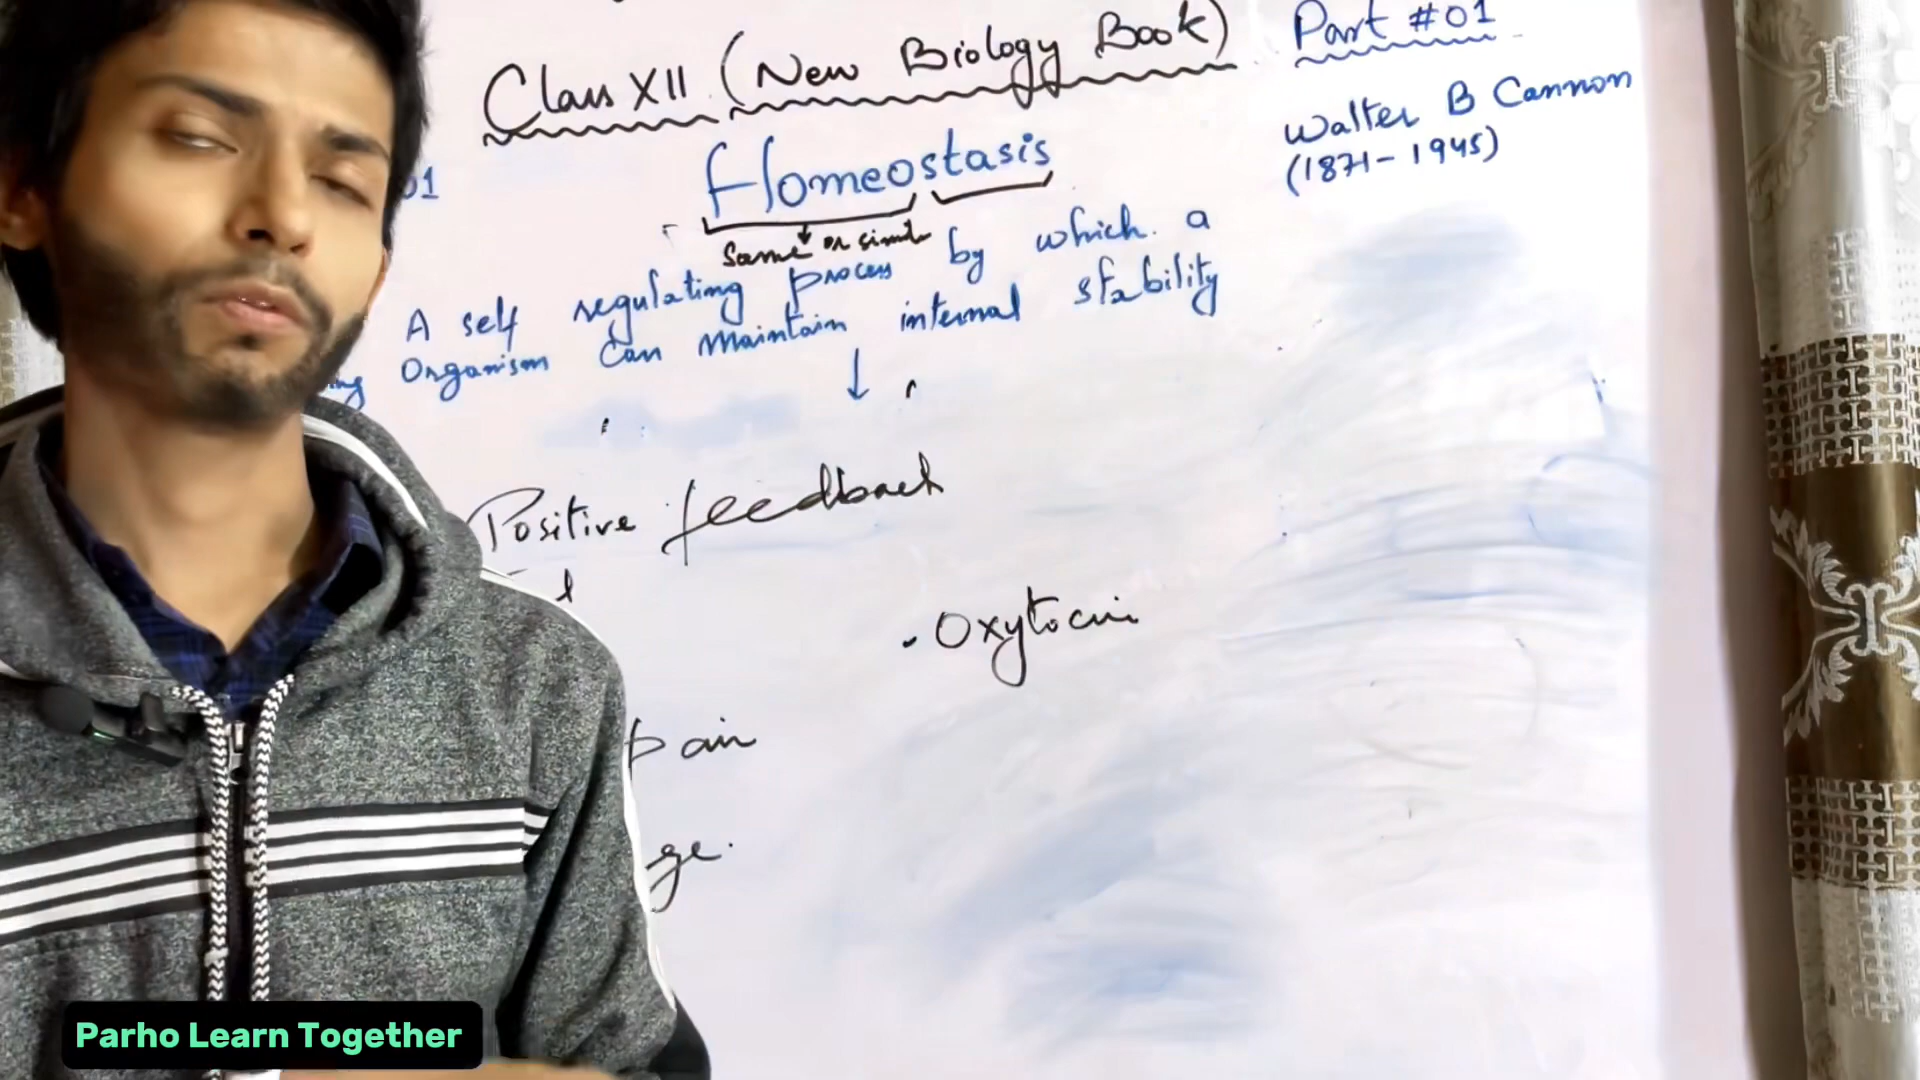 Class XII (New Biology Book)
Part #01
Walter B Cannon
(1871-1945)
01
Homeostasis
Same or simil
A self regulating process by which a
Organism can maintain internal stability
Positive feedback
. Oxytocin
pain
ge.
Parho Learn Together